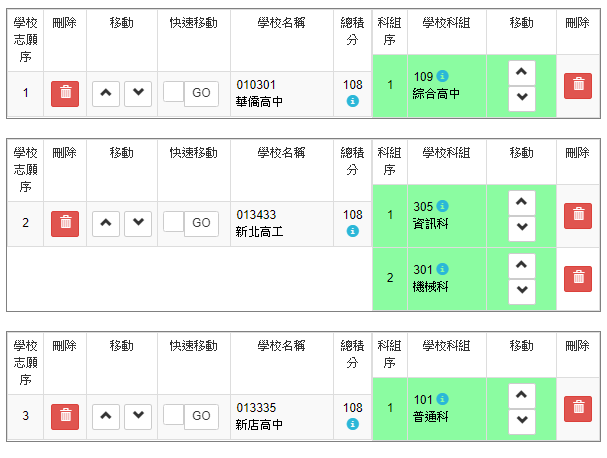 學校志願序 刪除 移動 快速移動 學校名稱 總積分 科組序 學校科組 移動 刪除
1 GO 010301 108 1 109
華僑高中 綜合高中
學校志願序 刪除 移動 快速移動 學校名稱 總積分 科組序 學校科組 移動 刪除
2 GO 013433 108 1 305
新北高工 資訊科
2 301
機械科
學校志願序 刪除 移動 快速移動 學校名稱 總積分 科組序 學校科組 移動 刪除
3 GO 013335 108 1 101
新店高中 普通科